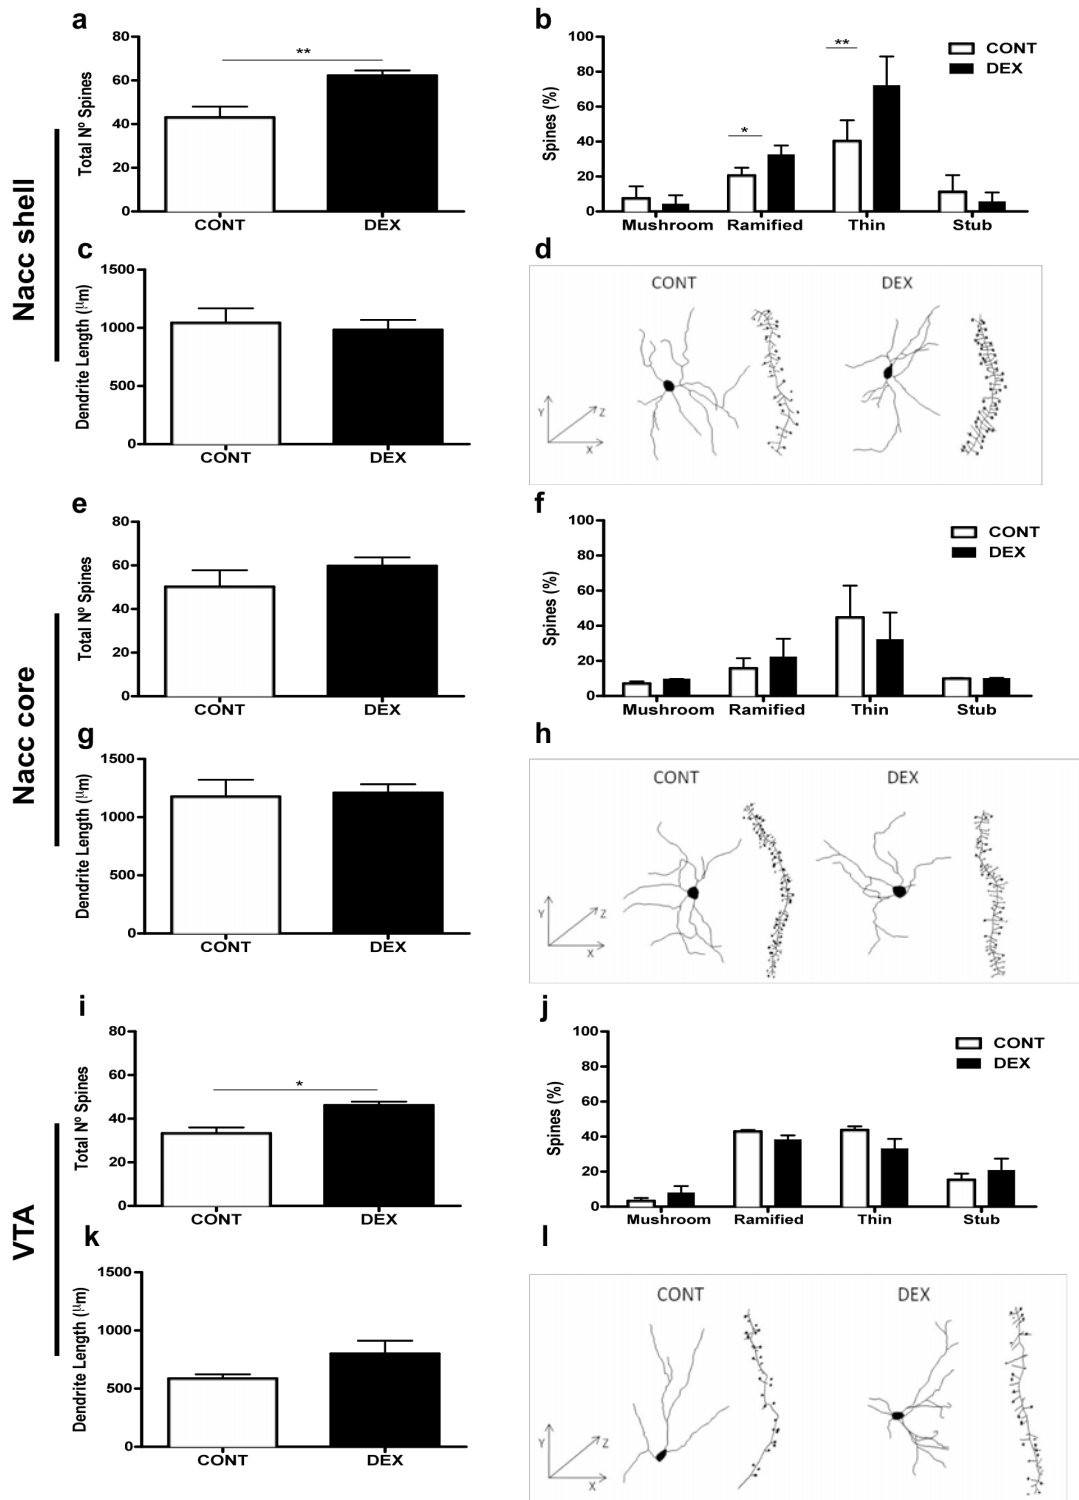 Nacc shell
a
80
60
40
20
0
Total Nº Spines
**
CONT
DEX
b
100
80
60
40
20
0
Spines (%)
**
*
CONT
DEX
Mushroom Ramified Thin Stub
c
1500
1000
500
0
Dendrite Length (µm)
CONT
DEX
d
CONT
DEX
Y
Z
X
Nacc core
e
80
60
40
20
0
Total Nº Spines
CONT
DEX
f
100
80
60
40
20
0
Spines (%)
CONT
DEX
Mushroom Ramified Thin Stub
g
1500
1000
500
0
Dendrite Length (µm)
CONT
DEX
h
CONT
DEX
Y
Z
X
VTA
i
80
60
40
20
0
Total Nº Spines
*
CONT
DEX
j
100
80
60
40
20
0
Spines (%)
CONT
DEX
Mushroom Ramified Thin Stub
k
1500
1000
500
0
Dendrite Length (µm)
CONT
DEX
l
CONT
DEX
Y
Z
X